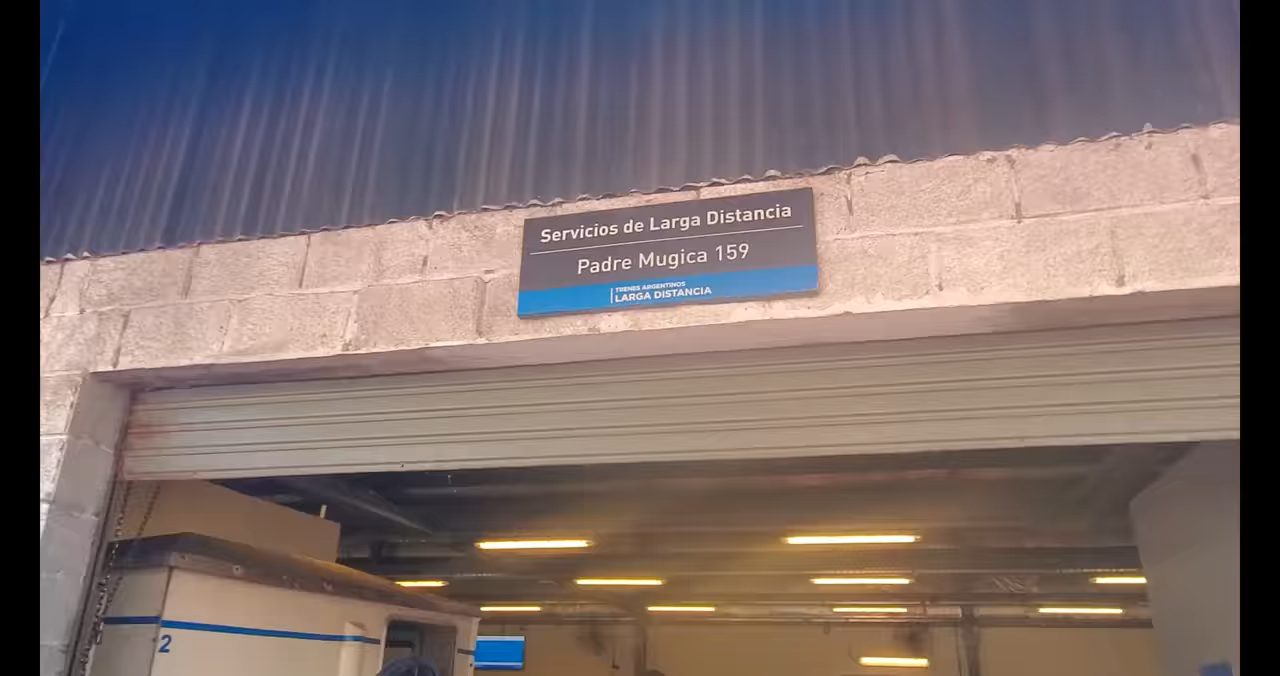 Servicios de Larga Distancia
Padre Mugica 159
TRENES ARGENTINOS
LARGA DISTANCIA
2